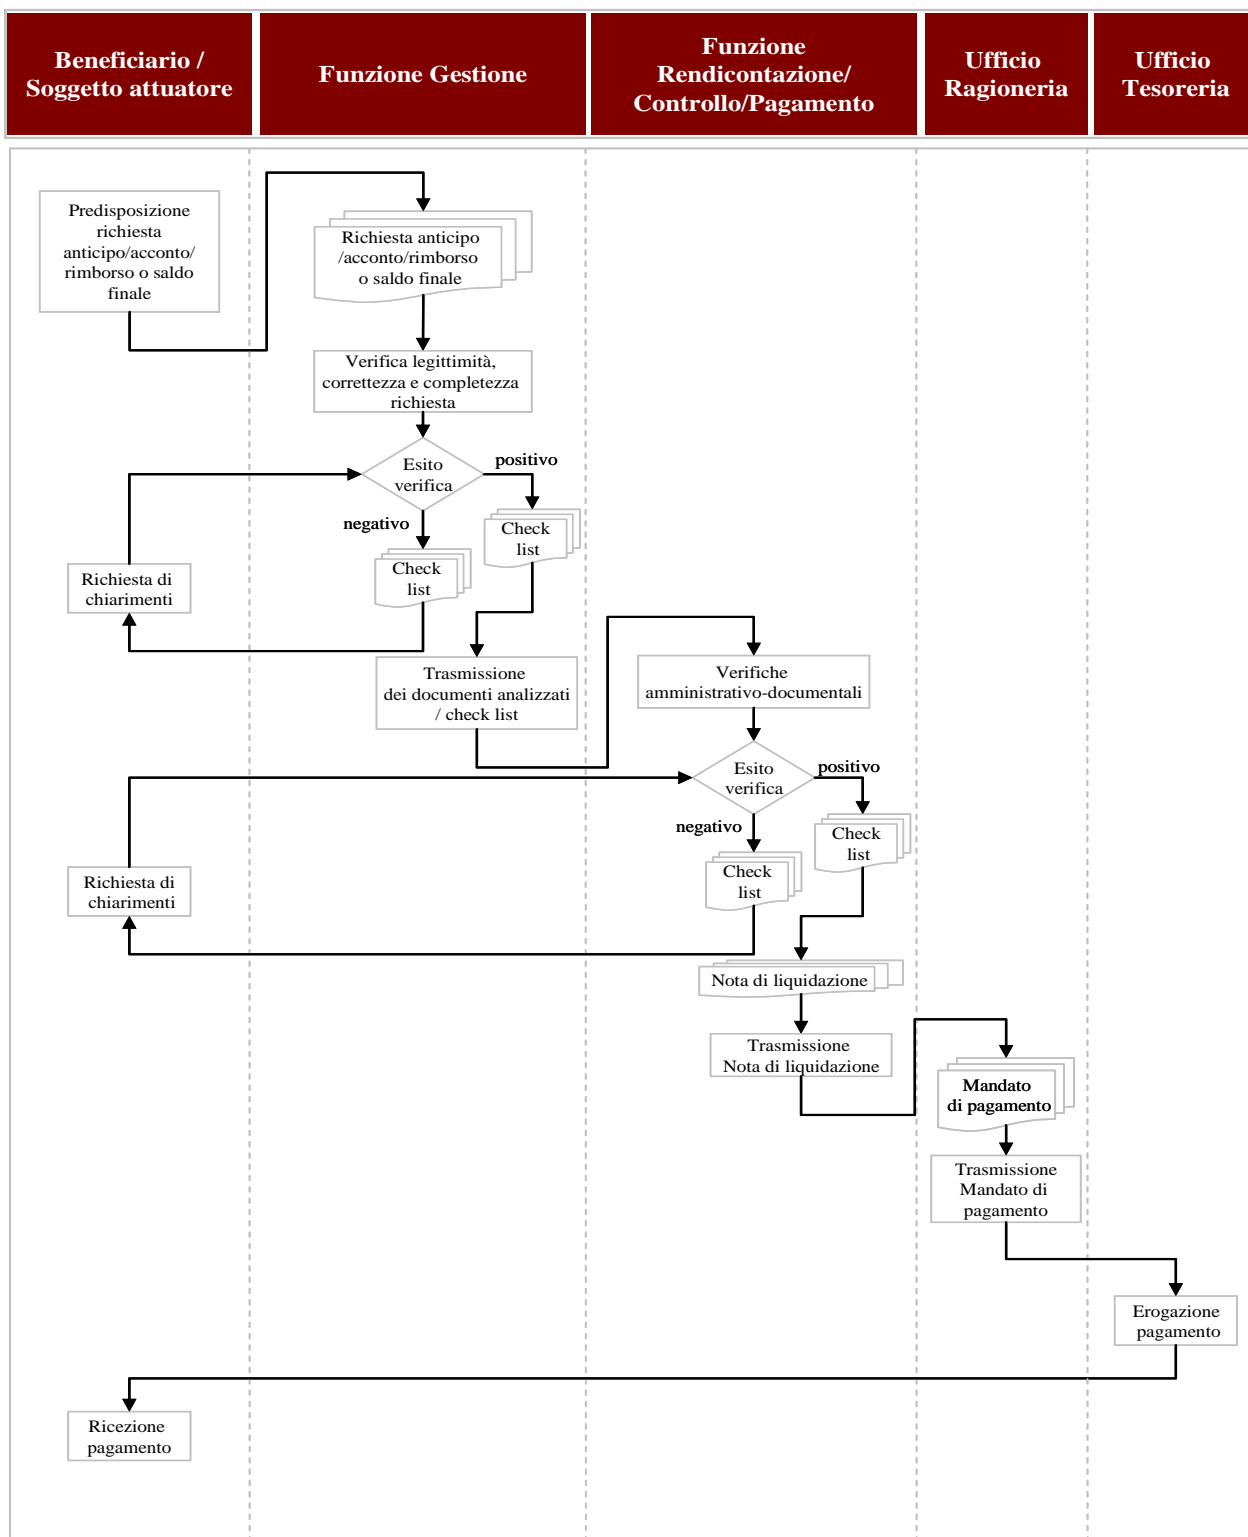 Beneficiario /
Soggetto attuatore
Funzione Gestione
Funzione
Rendicontazione/
Controllo/Pagamento
Ufficio
Ragioneria
Ufficio
Tesoreria
Predisposizione
richiesta
anticipo/acconto/
rimborso o saldo
finale
Richiesta anticipo
/acconto/rimborso
o saldo finale
Verifica legittimità,
correttezza e completezza
richiesta
Esito
verifica
positivo
negativo
Check
list
Check
list
Richiesta di
chiarimenti
Trasmissione
dei documenti analizzati
/ check list
Verifiche
amministrativo-documentali
Esito
verifica
positivo
negativo
Check
list
Check
list
Richiesta di
chiarimenti
Nota di liquidazione
Trasmissione
Nota di liquidazione
Mandato
di pagamento
Trasmissione
Mandato di
pagamento
Erogazione
pagamento
Ricezione
pagamento